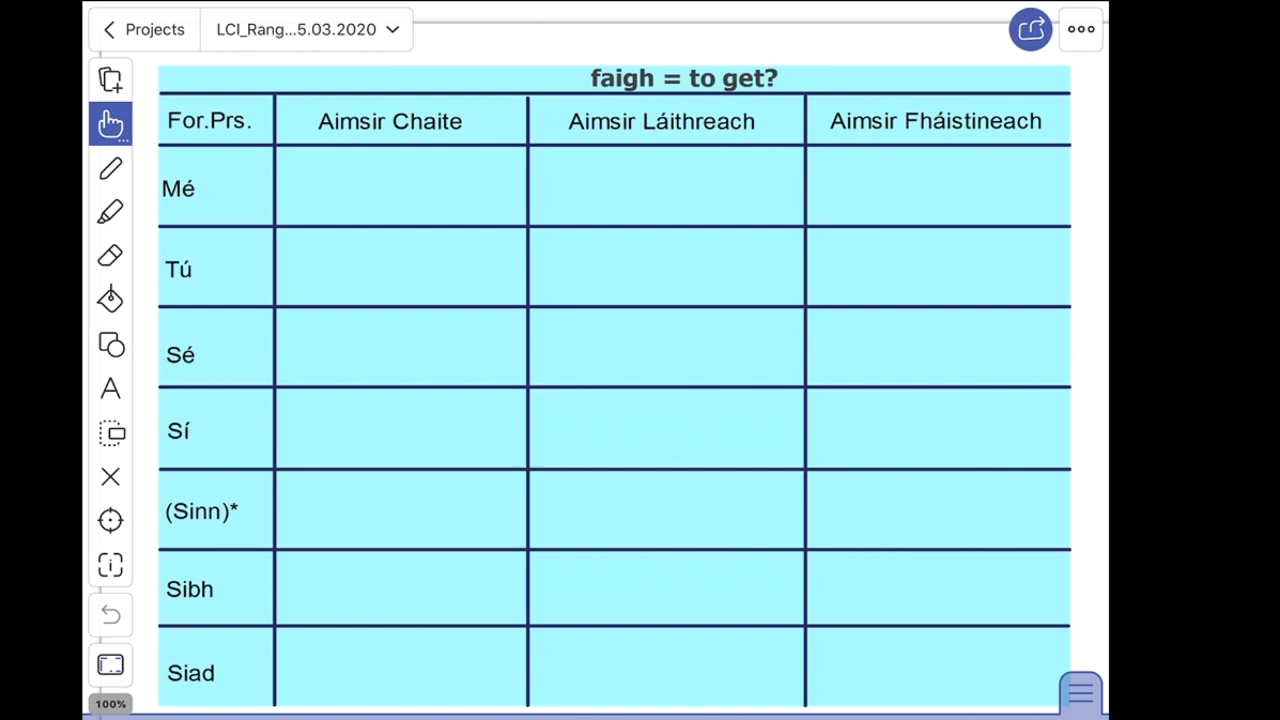 Projects
LCI_Rang...5.03.2020
faigh = to get?
For.Prs. Aimsir Chaite Aimsir Láithreach Aimsir Fháistineach
Mé
Tú
Sé
Sí
(Sinn)*
Sibh
Siad
100%